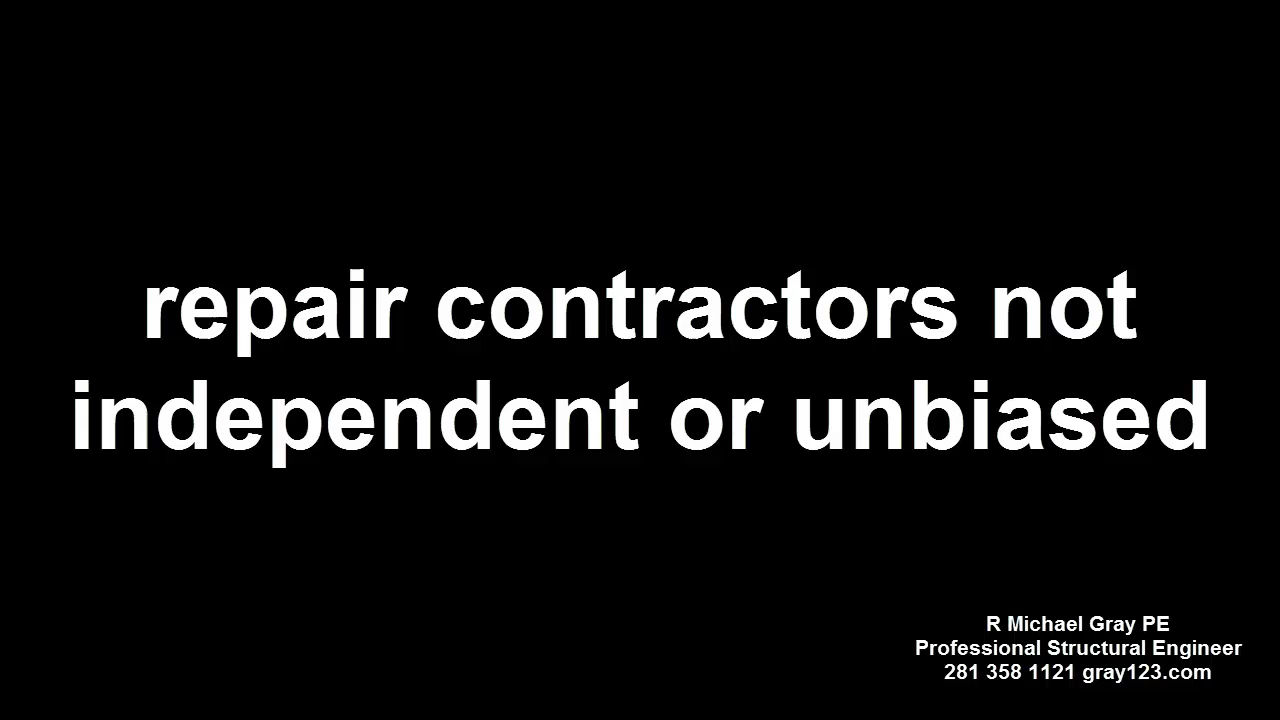 repair contractors not
independent or unbiased
R Michael Gray PE
Professional Structural Engineer
281 358 1121 gray123.com